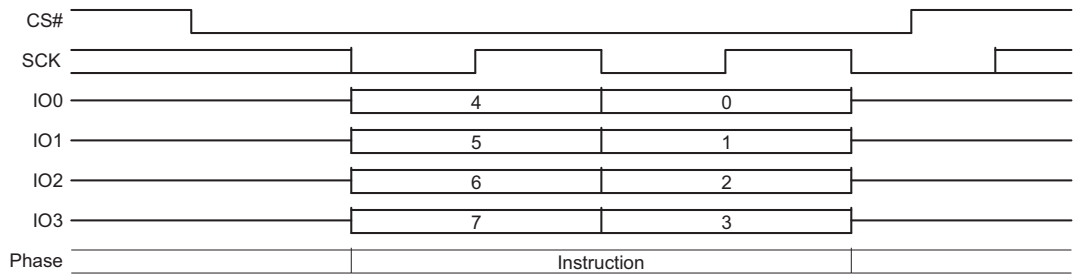 CS#
SCK
IO0 4 0
IO1 5 1
IO2 6 2
IO3 7 3
Phase Instruction